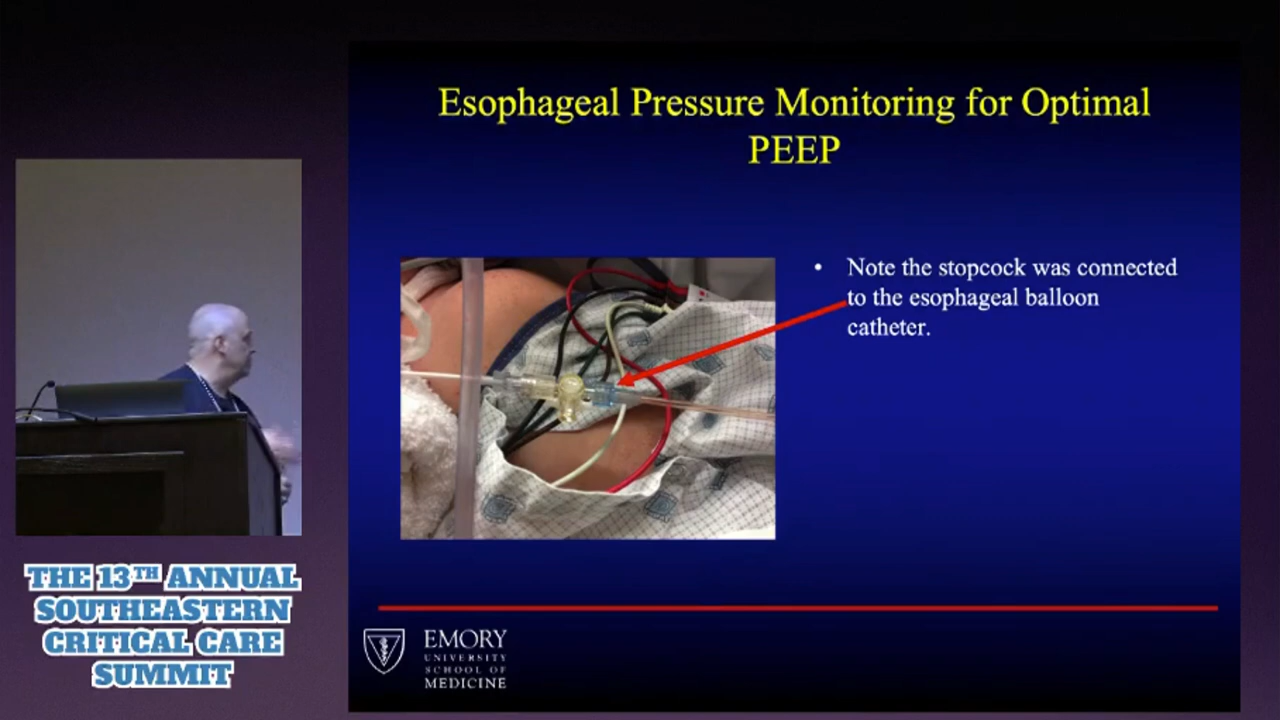 Esophageal Pressure Monitoring for Optimal
PEEP
• Note the stopcock was connected
to the esophageal balloon
catheter.
THE 13TH ANNUAL
SOUTHEASTERN
CRITICAL CARE
SUMMIT
EMORY
UNIVERSITY
SCHOOL OF
MEDICINE